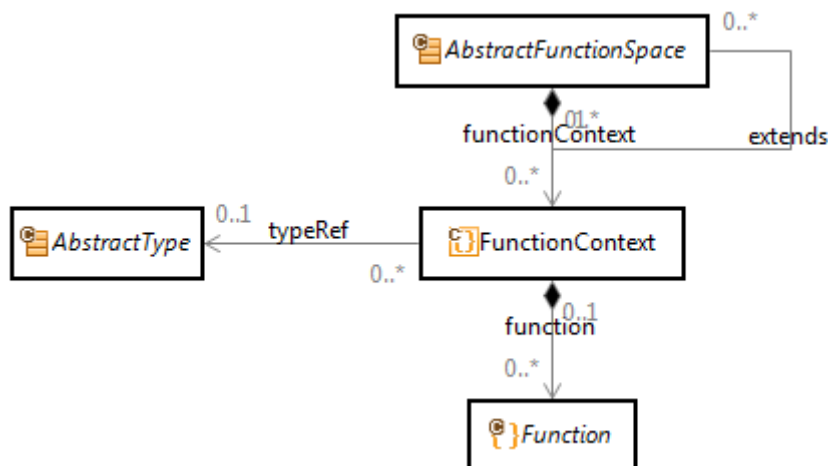 0..*
AbstractFunctionSpace
functionContext
extends
0..*
AbstractType
0..1
typeRef
0..*
FunctionContext
0..1
function
0..*
Function